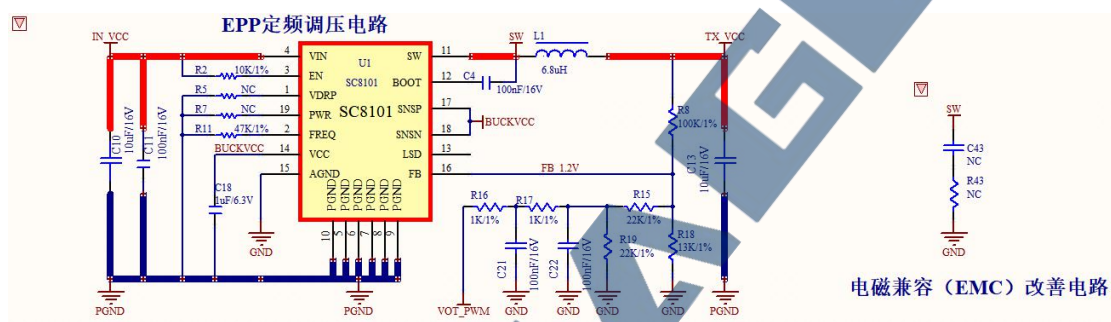 EPP定频调压电路
IN_VCC
SW
L1
TX_VCC
6.8uH
4
VIN
U1
SC8101
SC8101
SW
11
R2
10K/1%
3
EN
BOOT
12
C4
100nF/16V
R5
NC
1
VDRP
SNSP
17
R7
NC
19
PWR
BUCKVCC
R11
47K/1%
2
FREQ
SNSN
18
BUCKVCC
14
VCC
LSD
13
15
AGND
FB
16
FB_1.2V
C10
10uF/16V
C11
100nF/16V
C18
1uF/6.3V
GND
PGND
PGND
PGND
PGND
PGND
PGND
10
5
6
7
8
9
PGND
PGND
R8
100K/1%
C13
10uF/16V
R16
1K/1%
R17
1K/1%
R15
22K/1%
R19
22K/1%
R18
13K/1%
C21
100nF/16V
C22
100nF/16V
VOT_PWM
GND
GND
GND
GND
PGND
SW
C43
NC
R43
NC
GND
电磁兼容（EMC）改善电路